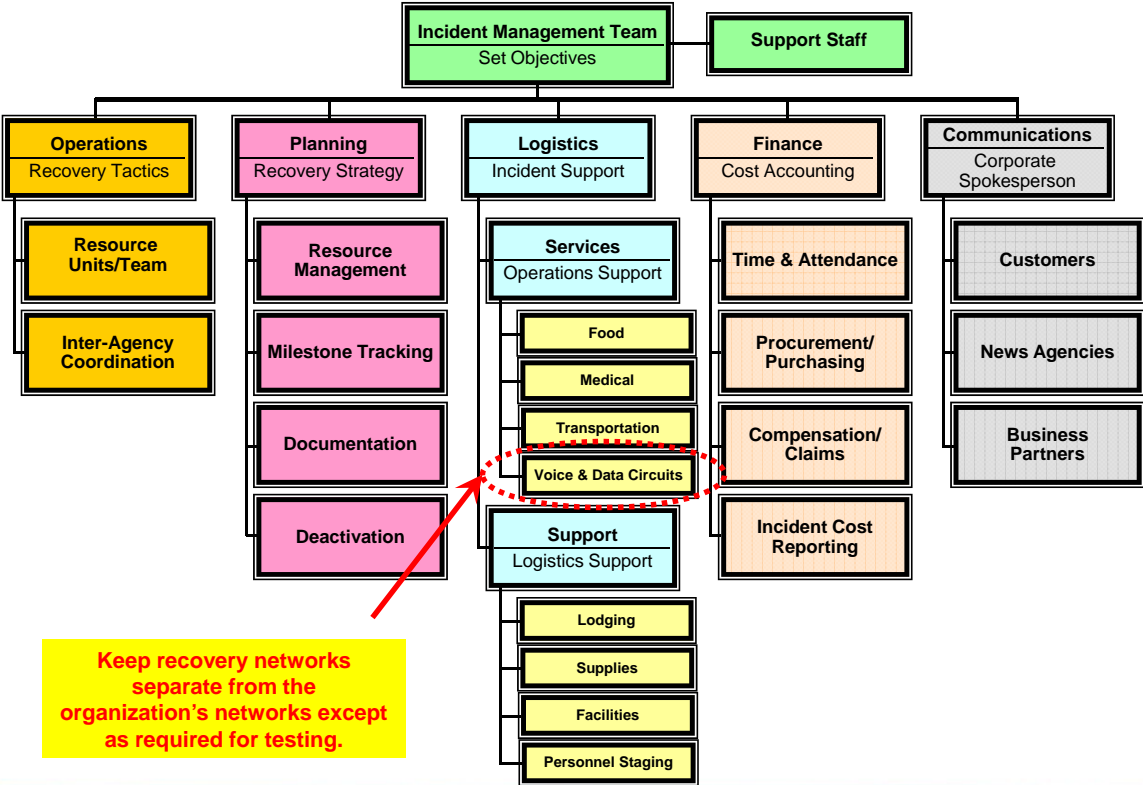 Incident Management Team
Set Objectives
Support Staff
Operations
Recovery Tactics
Resource
Units/Team
Inter-Agency
Coordination
Planning
Recovery Strategy
Resource
Management
Milestone Tracking
Documentation
Deactivation
Logistics
Incident Support
Services
Operations Support
Food
Medical
Transportation
Voice & Data Circuits
Support
Logistics Support
Lodging
Supplies
Facilities
Personnel Staging
Finance
Cost Accounting
Time & Attendance
Procurement/
Purchasing
Compensation/
Claims
Incident Cost
Reporting
Communications
Corporate
Spokesperson
Customers
News Agencies
Business
Partners
Keep recovery networks
separate from the
organization's networks except
as required for testing.